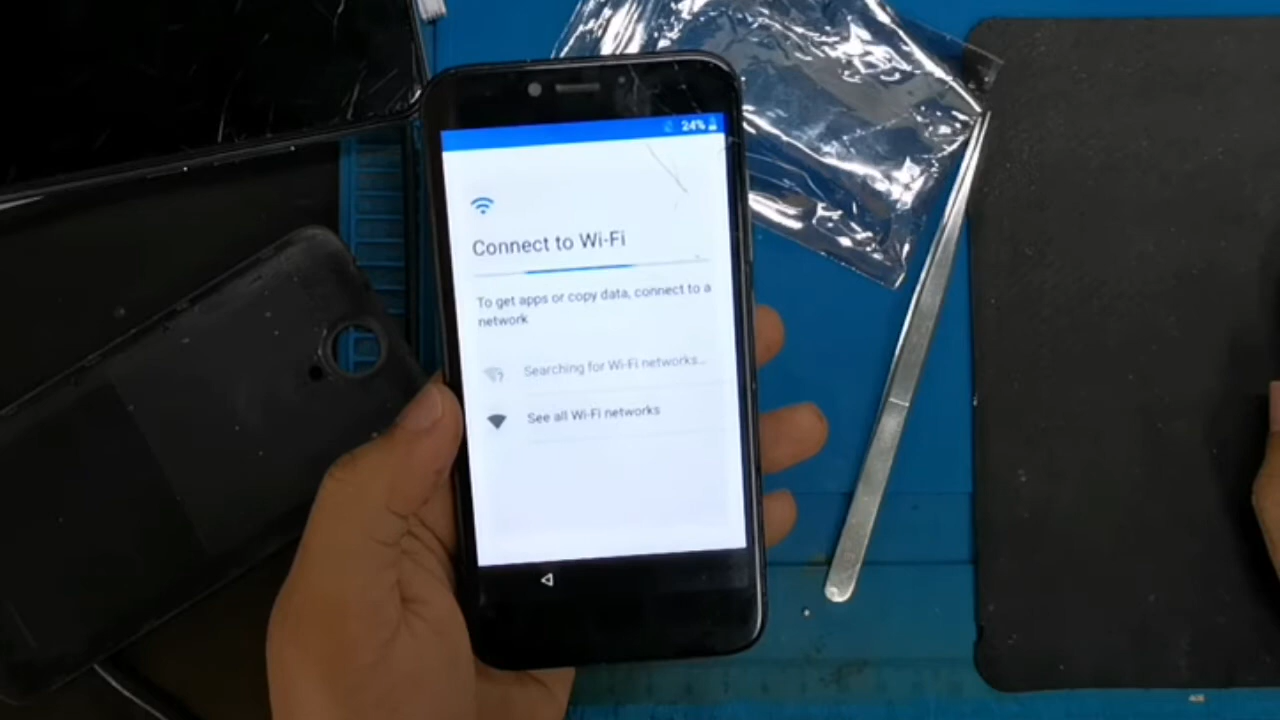 24%
Connect to Wi-Fi
To get apps or copy data, connect to a
network
Searching for Wi-Fi networks...
See all Wi-Fi networks